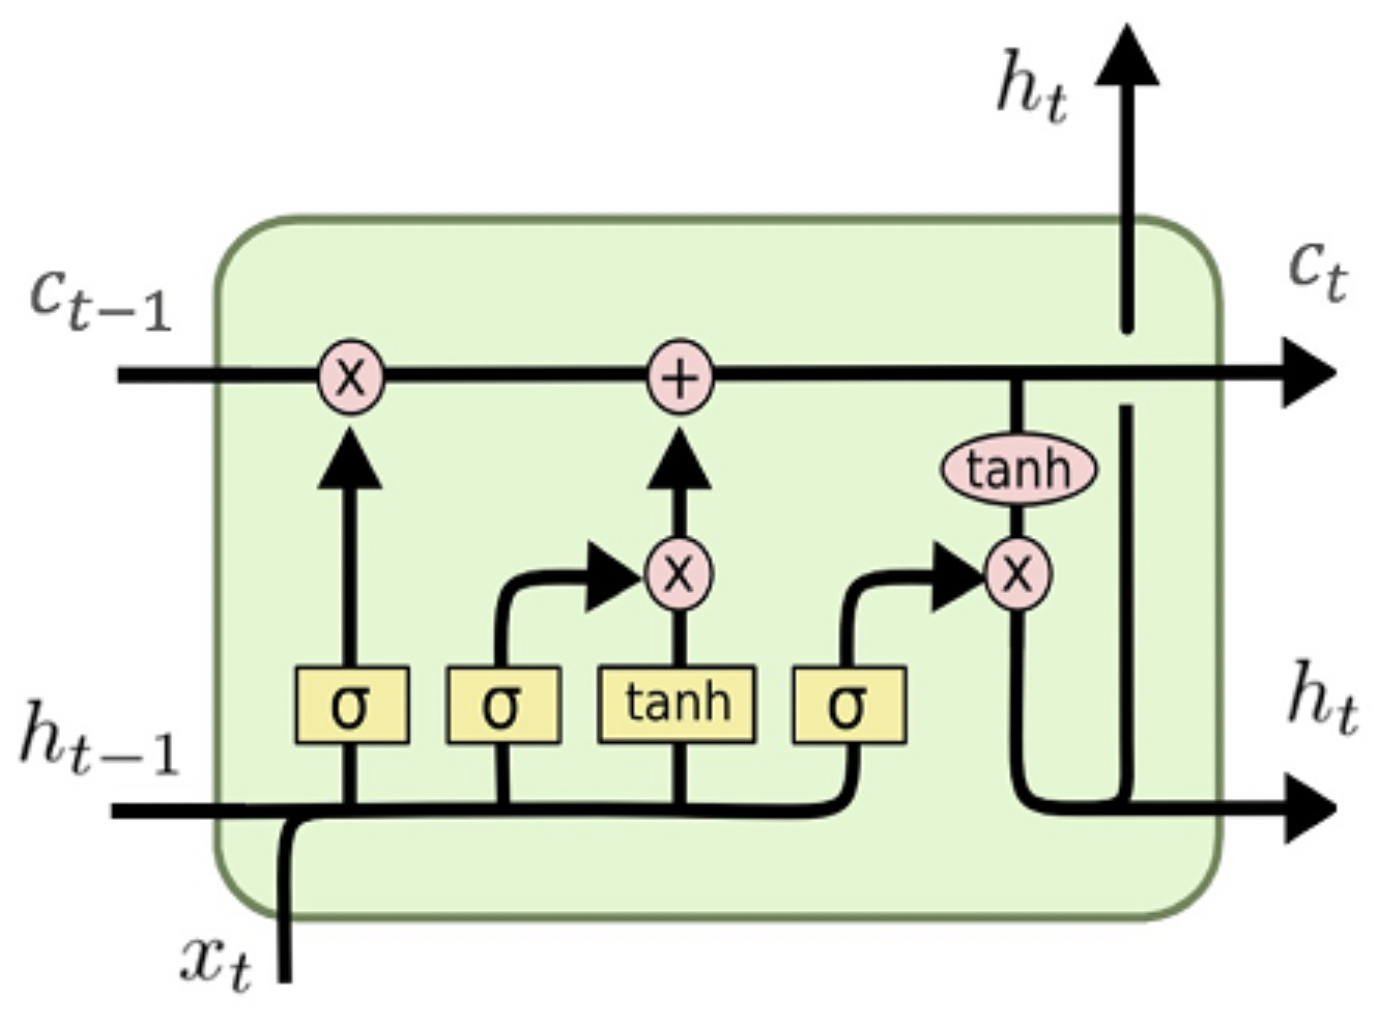 h_t
c_{t-1}
c_t
x
+
tanh
x
x
σ
σ
tanh
σ
h_{t-1}
h_t
x_t